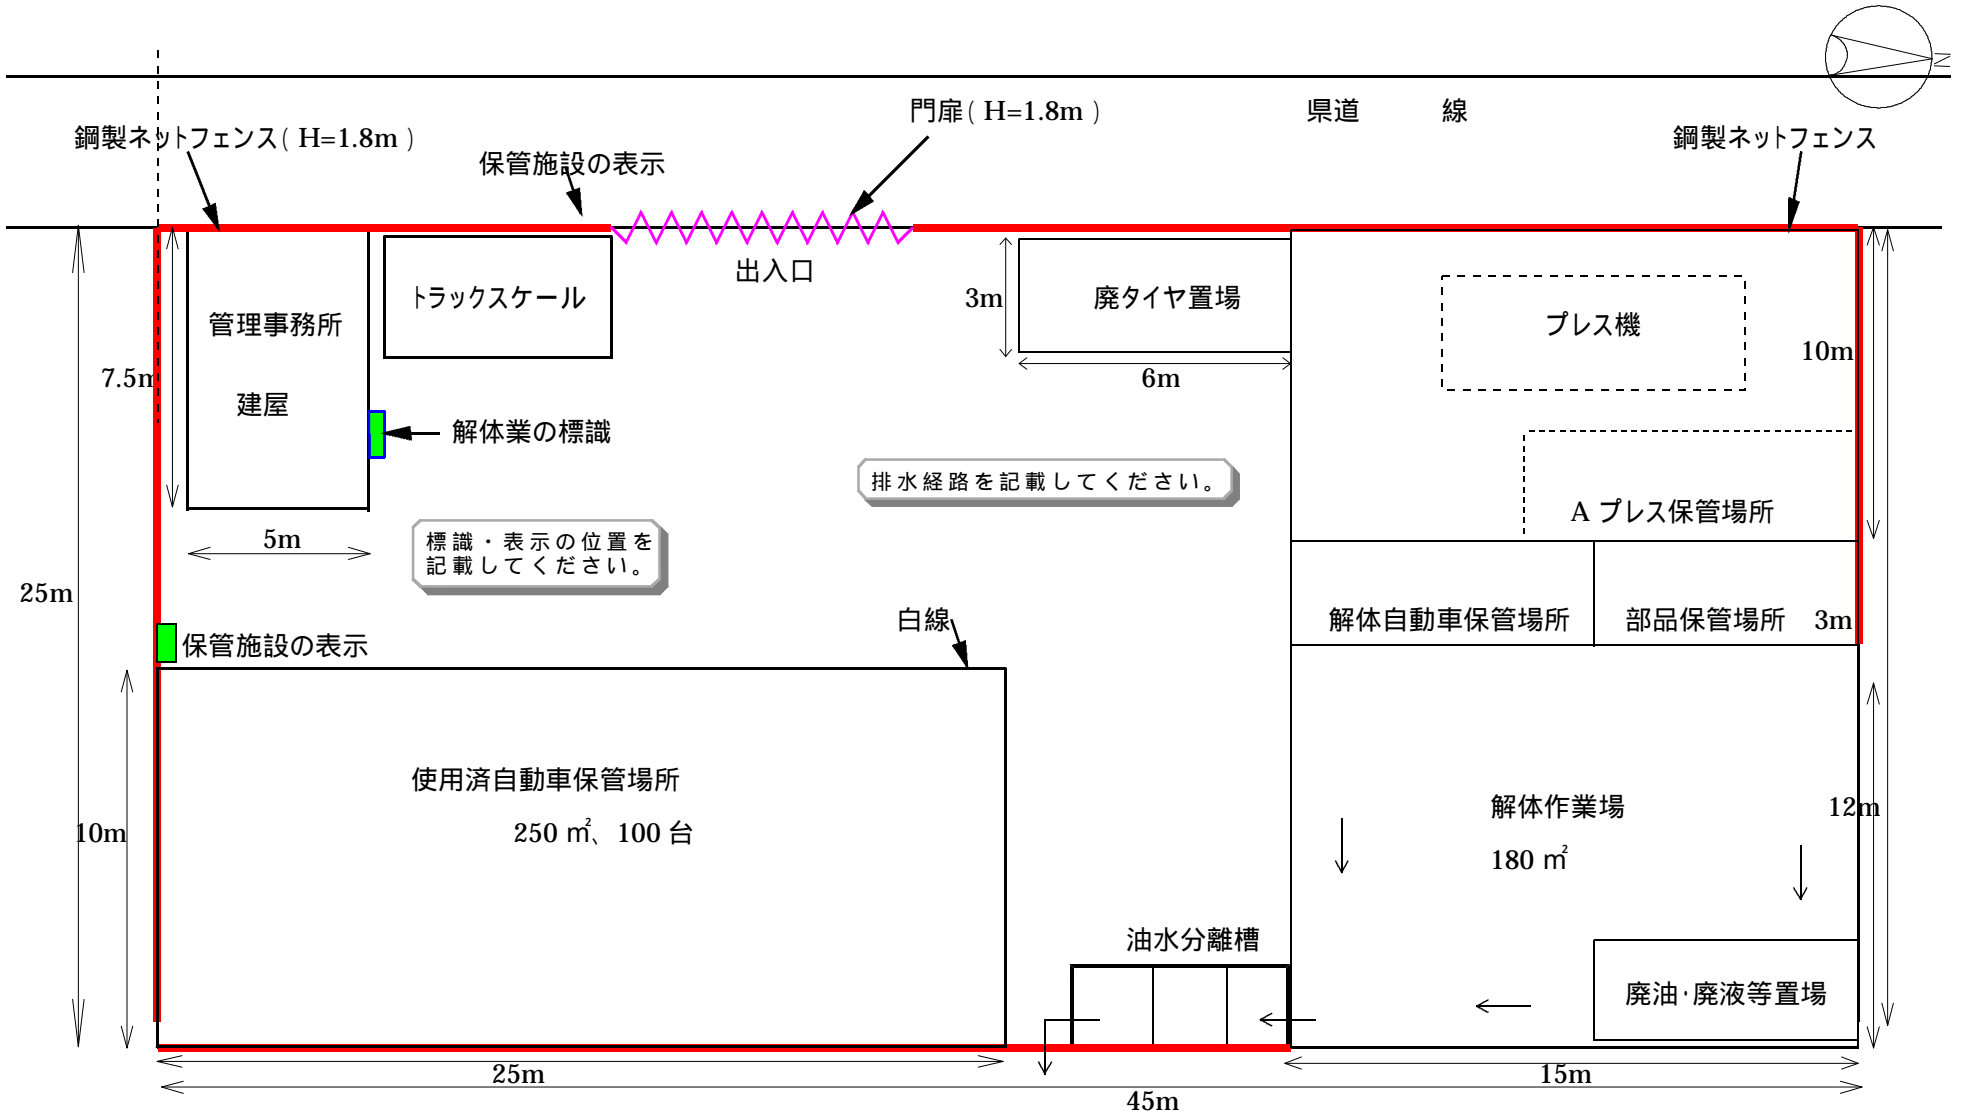 N
門扉( H=1.8m )
県道　　　線
鋼製ネットフェンス( H=1.8m )
鋼製ネットフェンス
保管施設の表示
出入口
トラックスケール
3m
廃タイヤ置場
管理事務所
プレス機
10m
7.5m
6m
建屋
解体業の標識
排水経路を記載してください。
A プレス保管場所
5m
標識・表示の位置を
記載してください。
25m
白線
解体自動車保管場所
部品保管場所
3m
保管施設の表示
使用済自動車保管場所
解体作業場
12m
10m
250 ㎡、100 台
180 ㎡
油水分離槽
廃油・廃液等置場
25m
15m
45m